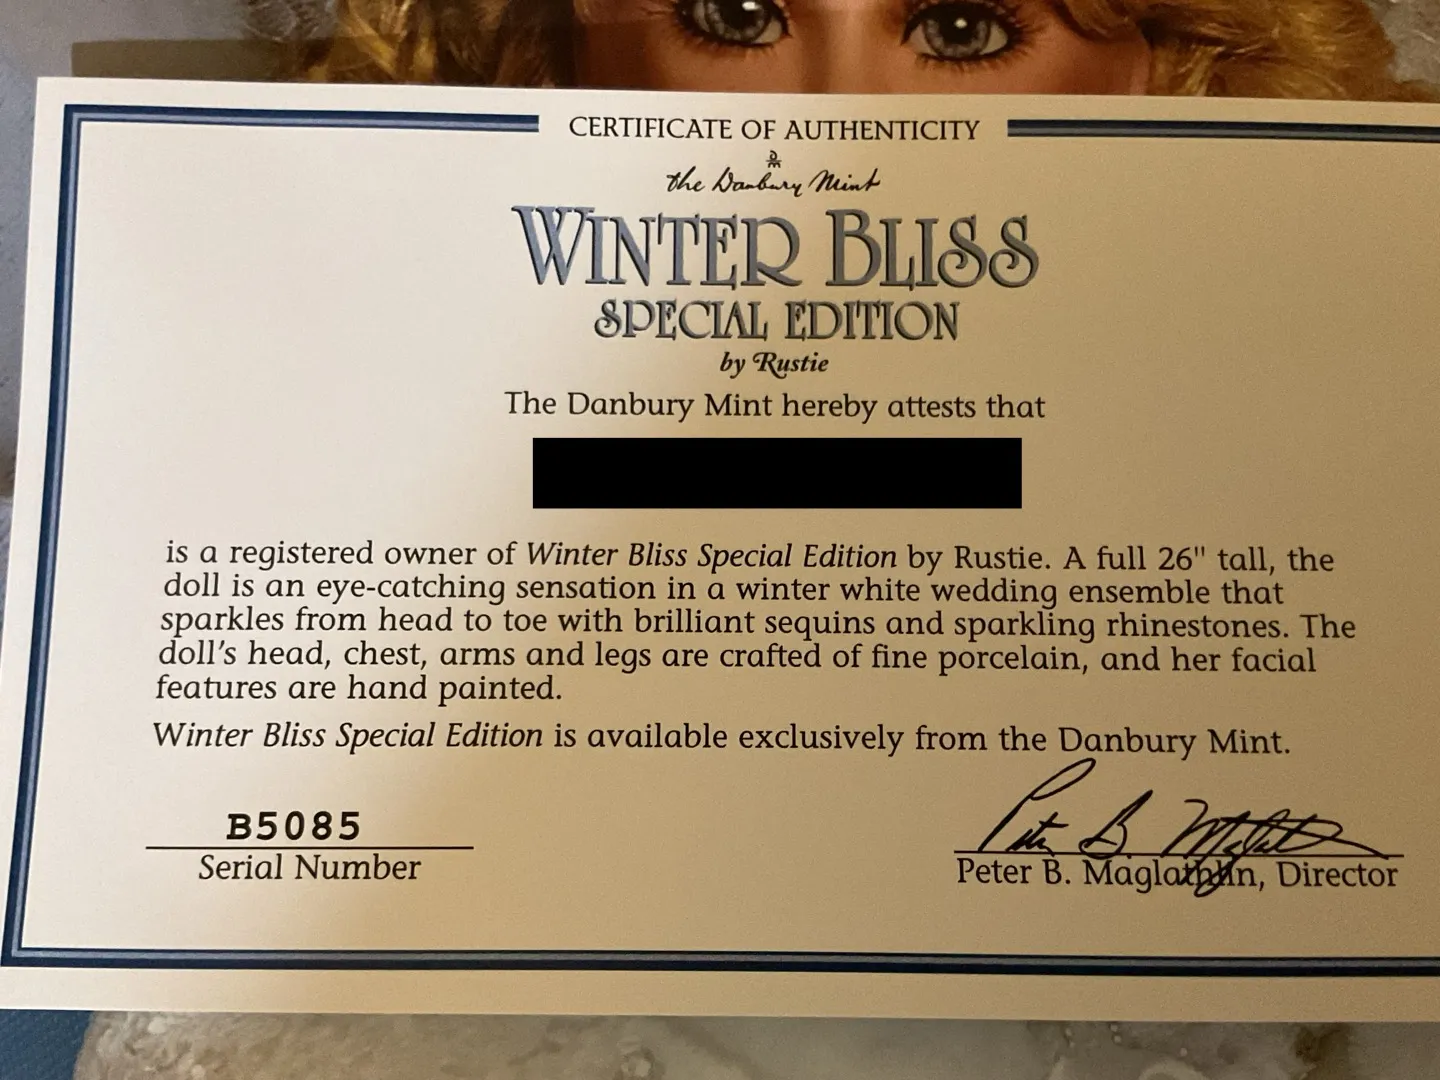 CERTIFICATE OF AUTHENTICITY
DM
the Danbury Mint
WINTER BLISS
SPECIAL EDITION
by Rustie
The Danbury Mint hereby attests that
is a registered owner of Winter Bliss Special Edition by Rustie. A full 26" tall, the
doll is an eye-catching sensation in a winter white wedding ensemble that
sparkles from head to toe with brilliant sequins and sparkling rhinestones. The
doll's head, chest, arms and legs are crafted of fine porcelain, and her facial
features are hand painted.
Winter Bliss Special Edition is available exclusively from the Danbury Mint.
B5085
Serial Number
Peter B. Maglathlin
Peter B. Maglathlin, Director